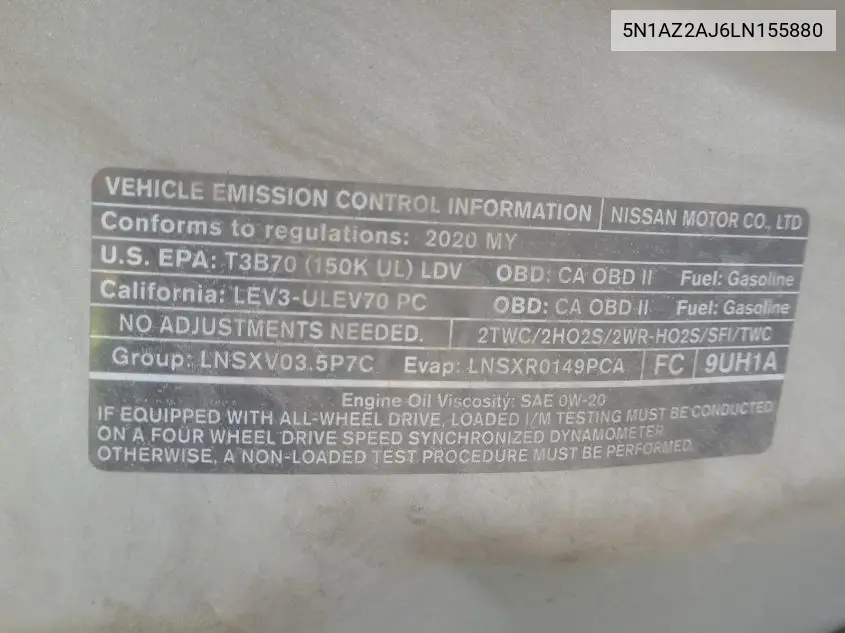 5N1AZ2AJ6LN155880
VEHICLE EMISSION CONTROL INFORMATION NISSAN MOTOR CO., LTD
Conforms to regulations: 2020 MY
U.S. EPA: T3B70 (150K UL) LDV OBD: CA OBD II Fuel: Gasoline
California: LEV3-ULEV70 PC OBD: CA OBD II Fuel: Gasoline
NO ADJUSTMENTS NEEDED. 2TWC/2HO2S/2WR-HO2S/SFI/TWC
Group: LNSXV03.5P7C Evap: LNSXR0149PCA FC 9UH1A
Engine Oil Viscosity: SAE 0W-20
IF EQUIPPED WITH ALL-WHEEL DRIVE, LOADED I/M TESTING MUST BE CONDUCTED
ON A FOUR WHEEL DRIVE SPEED SYNCHRONIZED DYNAMOMETER
OTHERWISE, A NON-LOADED TEST PROCEDURE MUST BE PERFORMED.